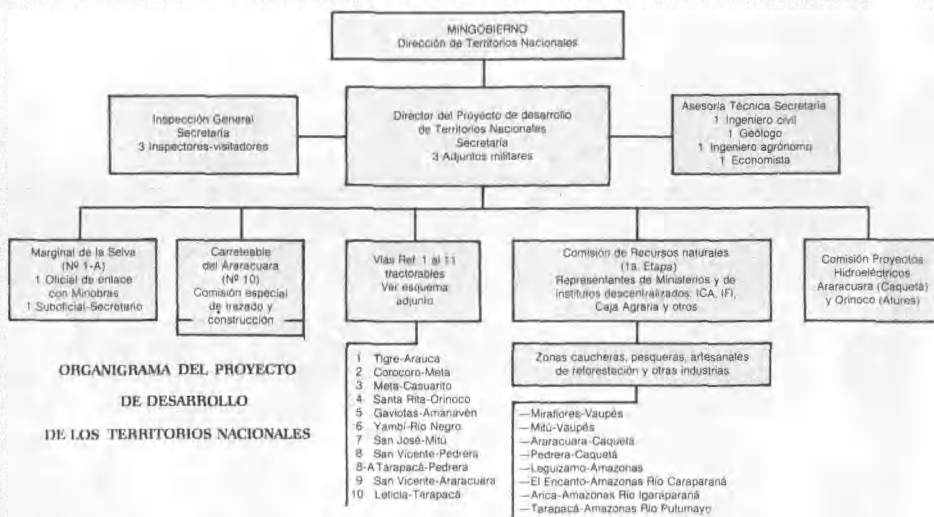 MINGOBIERNO
Dirección de Territorios Nacionales
Inspección General
Secretaría
3 Inspectores-visitadores
Director del Proyecto de desarrollo
de Territorios Nacionales
Secretaría
3 Adjuntos militares
Asesoría Técnica Secretaría
1 Ingeniero civil
1 Geólogo
1 Ingeniero agrónomo
1 Economista
Marginal de la Selva
(Nº 1-A)
1 Oficial de enlace
con Minobras
1 Suboficial-Secretario
Carreteable
del Araracuara
(Nº 10)
Comisión especial
de trazado y
construcción
Vías Ref. 1 al 11
tractorables
Ver esquema
adjunto
Comisión de Recursos naturales
(1a. Etapa)
Representantes de Ministerios y de
institutos descentralizados: ICA, IFI,
Caja Agraria y otros
Comisión Proyectos
Hidroeléctricos
Araracuara (Caquetá)
y Orinoco (Atures)
1 Tigre-Arauca
2 Corocoro-Meta
3 Meta-Casuarito
4 Santa Rita-Orinoco
5 Gaviotas-Amanavén
6 Yambí-Río Negro
7 San José-Mitú
8 San Vicente-Pedrera
8-A Tarapacá-Pedrera
9 San Vicente-Araracuara
10 Leticia-Tarapacá
Zonas caucheras, pesqueras, artesanales
de reforestación y otras industrias
—Miraflores-Vaupés
—Mitú-Vaupés
—Araracuara-Caquetá
—Pedrera-Caquetá
—Leguízamo-Amazonas
—El Encanto-Amazonas Río Caraparaná
—Arica-Amazonas Río Igaraparaná
—Tarapacá-Amazonas Río Putumayo
ORGANIGRAMA DEL PROYECTO
DE DESARROLLO
DE LOS TERRITORIOS NACIONALES